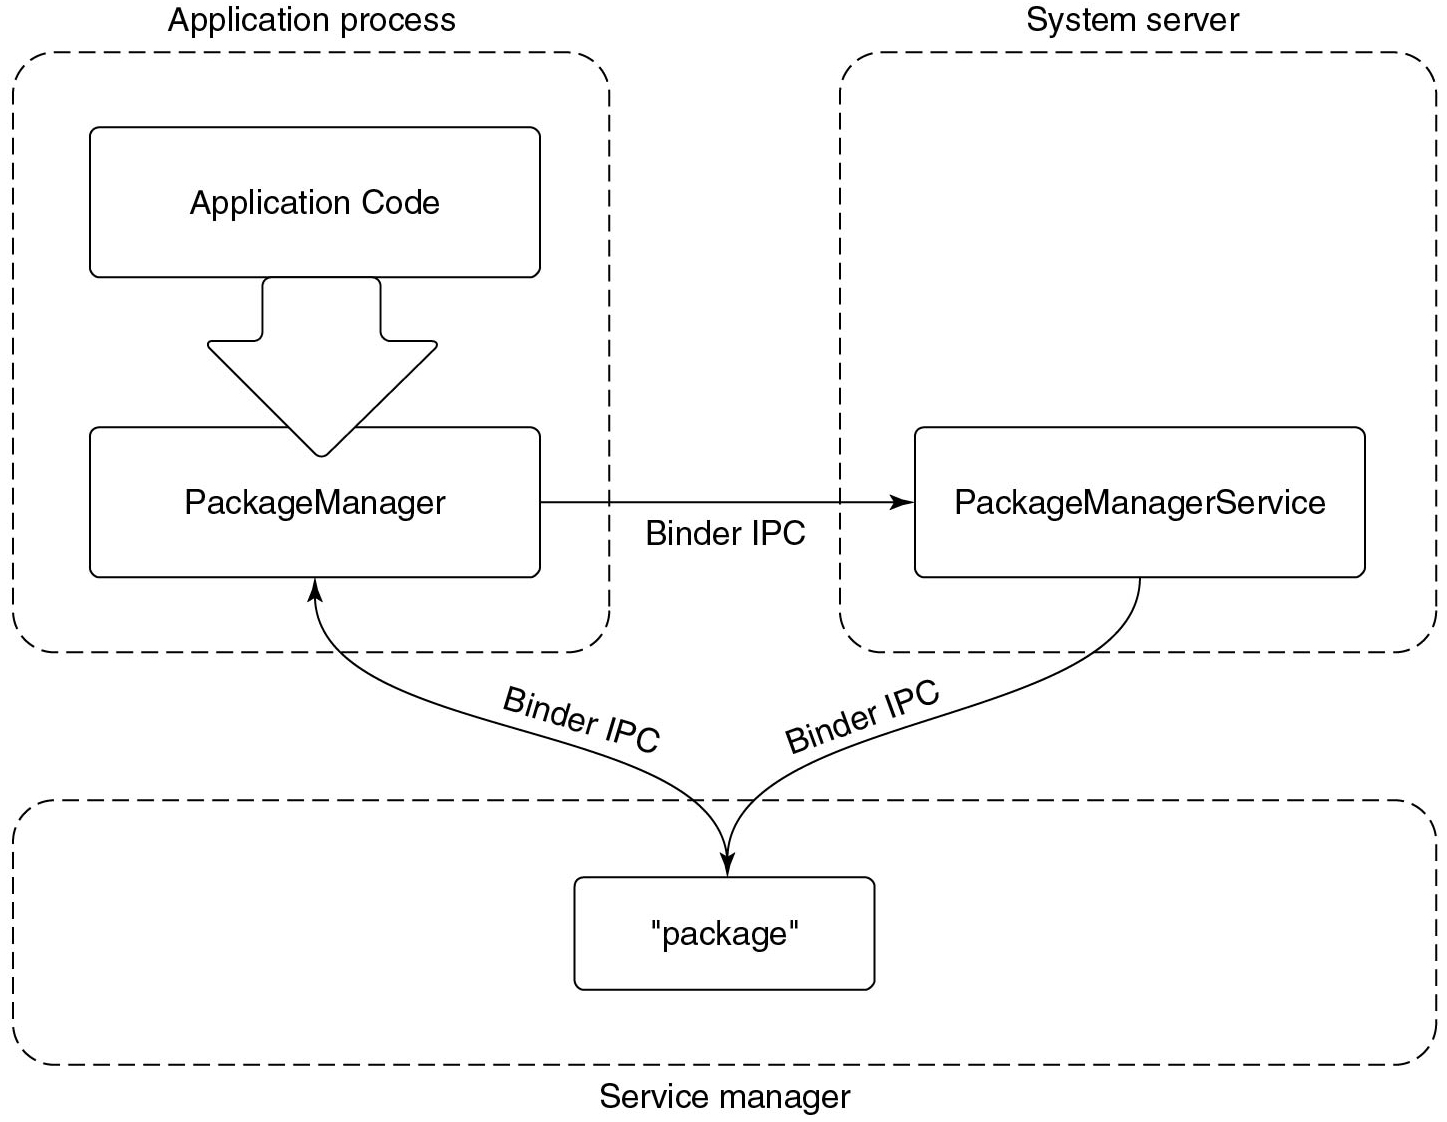 Application process
System server
Application Code
PackageManager
PackageManagerService
Binder IPC
Binder IPC
Binder IPC
"package"
Service manager